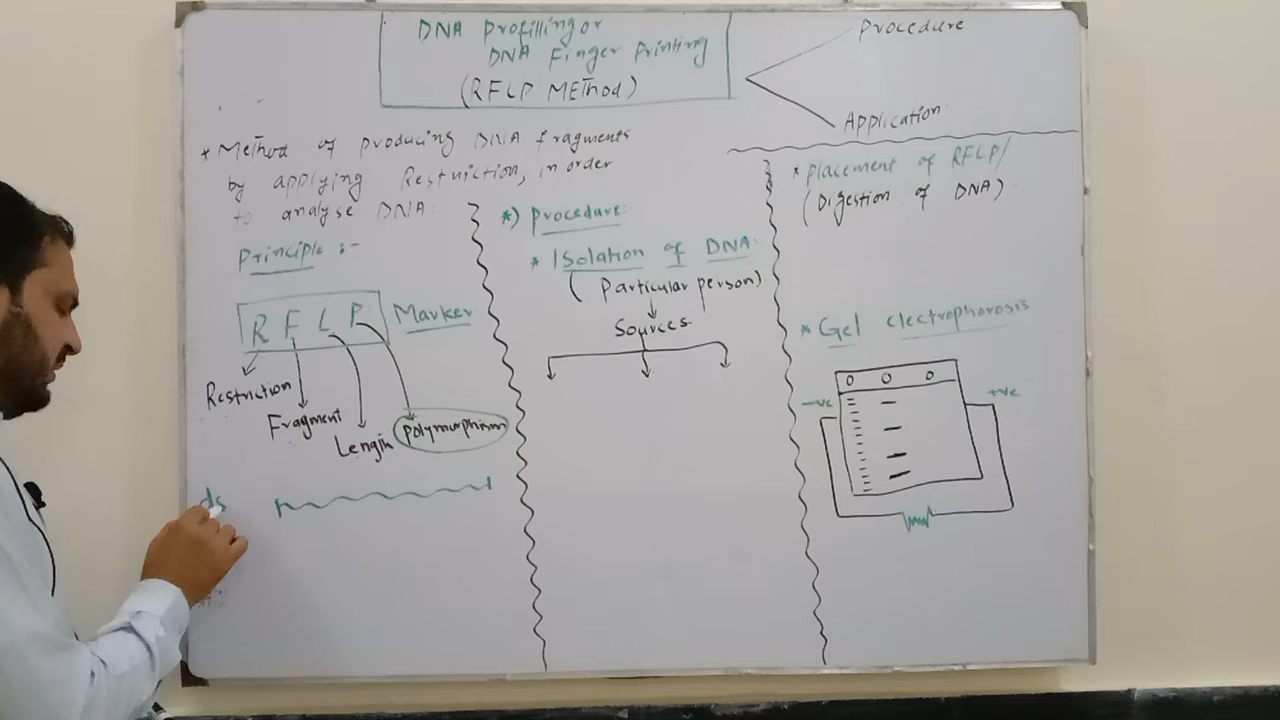 DNA Profilling or
DNA Finger Printing
(RFLP METhod)
Procedure
Application
* Method of producing DNA fragments
by applying Restriction, in order
to analyse DNA.
Principle :-
R F L P Marker
Restriction
Fragment
Length
polymorphism
ds
*) procedure:
* ISolation of DNA:
( Particular person)
Sources
* placement of RFLP/
(Digestion of DNA)
* Gel electrophorosis
O O O
-ve
+ve